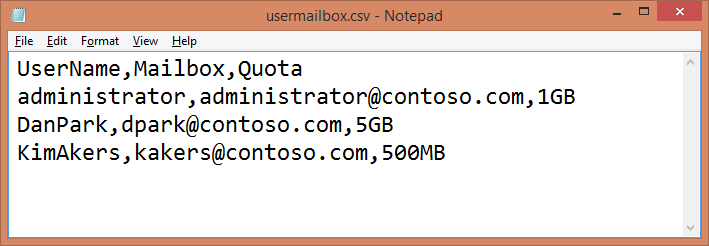 usermailbox.csv - Notepad
File Edit Format View Help
UserName,Mailbox,Quota
administrator,administrator@contoso.com,1GB
DanPark,dpark@contoso.com,5GB
KimAkers,kakers@contoso.com,500MB